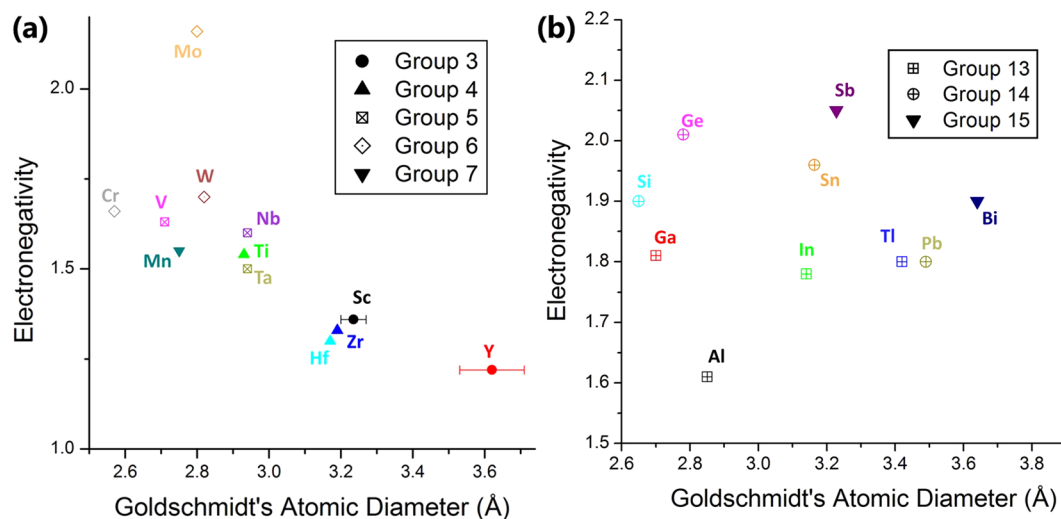 (a)
Electronegativity
2.0
1.5
1.0
2.6 2.8 3.0 3.2 3.4 3.6
Goldschmidt's Atomic Diameter (Å)
Group 3
Group 4
Group 5
Group 6
Group 7
Mo
Cr
V
W
Mn
Nb
Ti
Ta
Sc
Hf
Zr
Y
(b)
Electronegativity
2.2
2.1
2.0
1.9
1.8
1.7
1.6
1.5
2.6 2.8 3.0 3.2 3.4 3.6 3.8
Goldschmidt's Atomic Diameter (Å)
Group 13
Group 14
Group 15
Sb
Ge
Si
Sn
Ga
In
Tl
Pb
Bi
Al